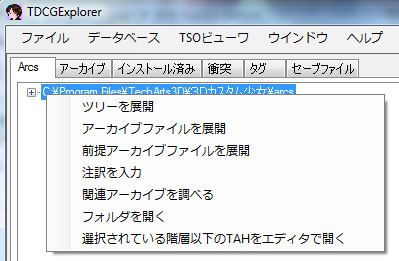 TDCGExplorer
ファイル データベース TSOビューワ ウインドウ ヘルプ
Arcs アーカイブ インストール済み 衝突 タグ セーブファイル
C:¥Program Files¥TechArts3D¥3Dカスタム少女¥arcs
ツリーを展開
アーカイブファイルを展開
前提アーカイブファイルを展開
注訳を入力
関連アーカイブを調べる
フォルダを開く
選択されている階層以下のTAHをエディタで開く